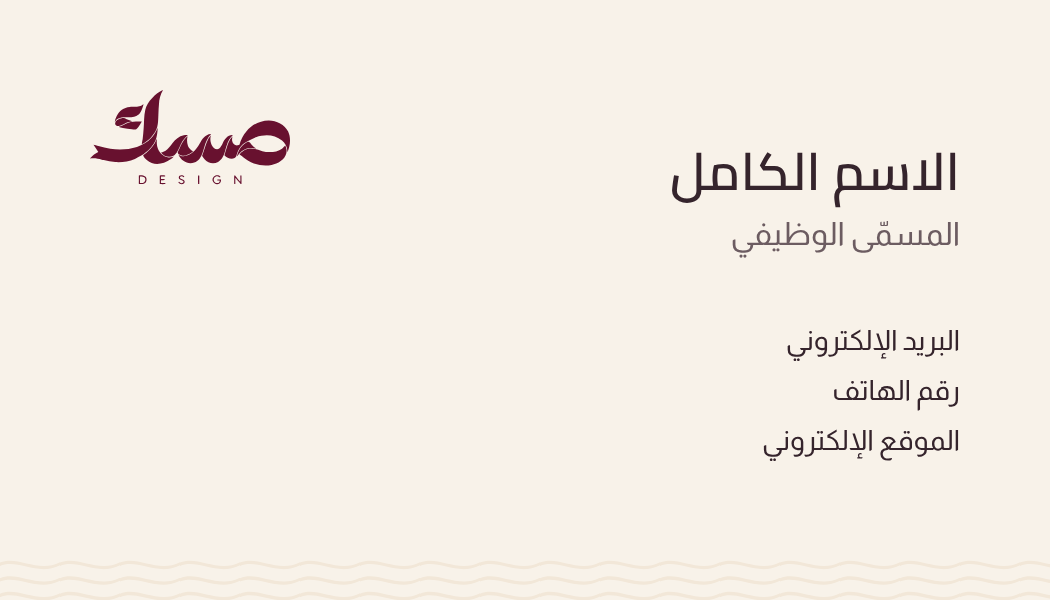 مسك
DESIGN
الاسم الكامل
المسمّى الوظيفي
البريد الإلكتروني
رقم الهاتف
الموقع الإلكتروني